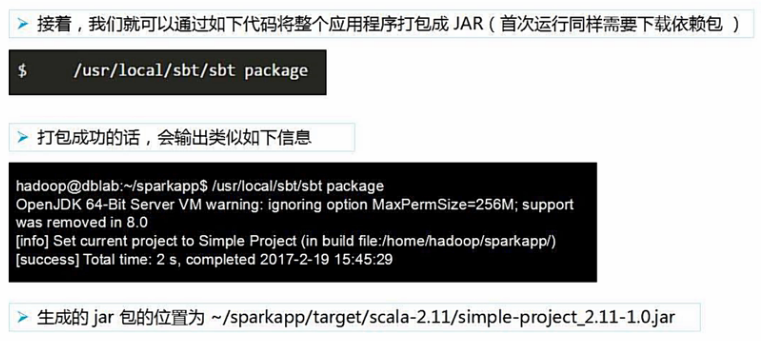 ➢ 接着，我们就可以通过如下代码将整个应用程序打包成 JAR（首次运行同样需要下载依赖包 ）
$ /usr/local/sbt/sbt package
➢ 打包成功的话，会输出类似如下信息
hadoop@dblab:~/sparkapp$ /usr/local/sbt/sbt package
OpenJDK 64-Bit Server VM warning: ignoring option MaxPermSize=256M; support
was removed in 8.0
[info] Set current project to Simple Project (in build file:/home/hadoop/sparkapp/)
[success] Total time: 2 s, completed 2017-2-19 15:45:29
➢ 生成的 jar 包的位置为 ~/sparkapp/target/scala-2.11/simple-project_2.11-1.0.jar